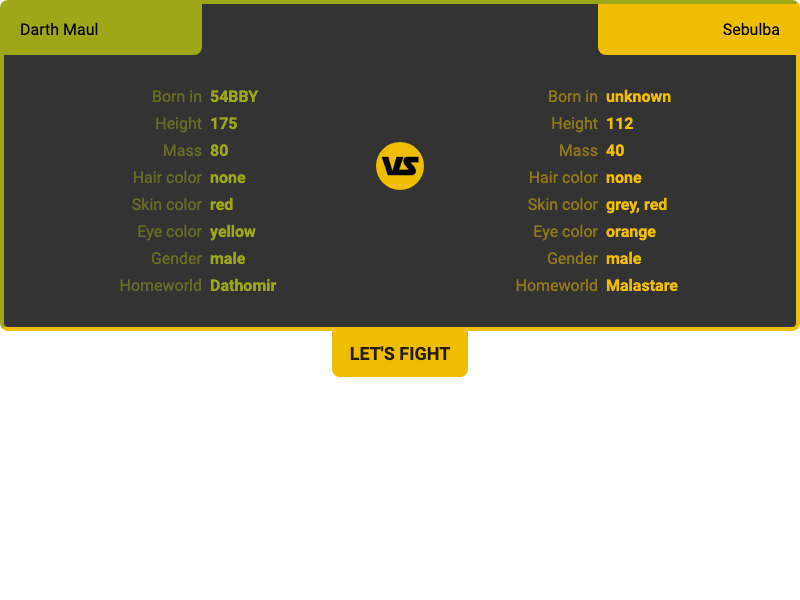 Darth Maul
Sebulba
Born in 54BBY
Height 175
Mass 80
Hair color none
Skin color red
Eye color yellow
Gender male
Homeworld Dathomir
VS
Born in unknown
Height 112
Mass 40
Hair color none
Skin color grey, red
Eye color orange
Gender male
Homeworld Malastare
LET'S FIGHT